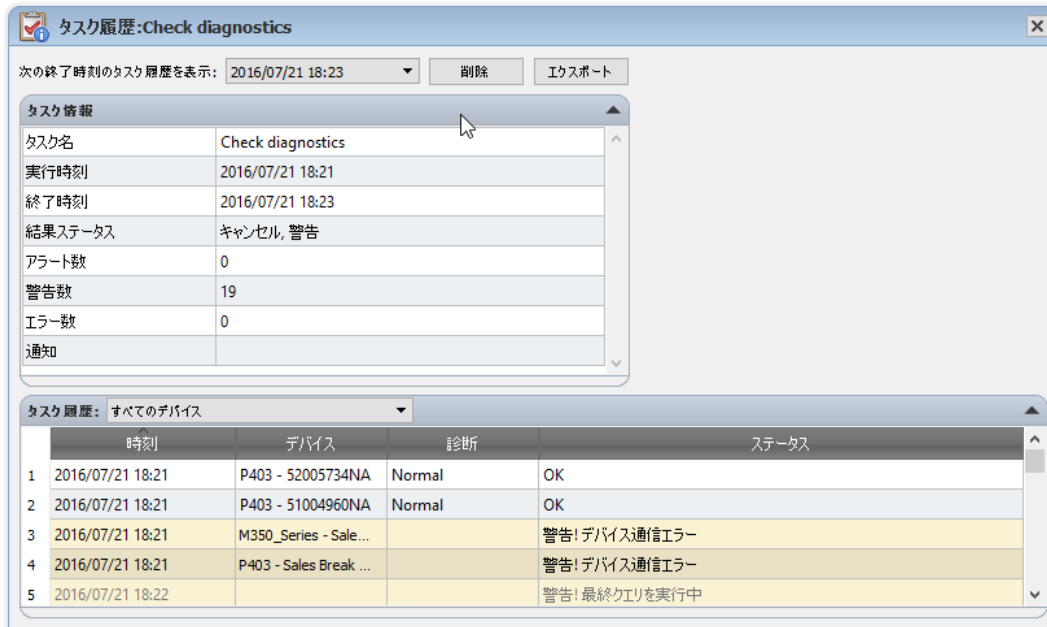 タスク履歴:Check diagnostics
次の終了時刻のタスク履歴を表示: 2016/07/21 18:23 削除 エクスポート
タスク情報
タスク名 Check diagnostics
実行時刻 2016/07/21 18:21
終了時刻 2016/07/21 18:23
結果ステータス キャンセル, 警告
アラート数 0
警告数 19
エラー数 0
通知
タスク履歴: すべてのデバイス
時刻 デバイス 診断 ステータス
1 2016/07/21 18:21 P403 - 52005734NA Normal OK
2 2016/07/21 18:21 P403 - 51004960NA Normal OK
3 2016/07/21 18:21 M350_Series - Sale... 警告! デバイス通信エラー
4 2016/07/21 18:21 P403 - Sales Break ... 警告! デバイス通信エラー
5 2016/07/21 18:22 警告! 最終クエリを実行中